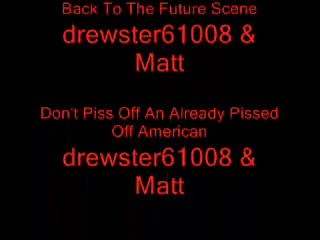 Back To The Future Scene
drewster61008 &
Matt
Don't Piss Off An Already Pissed
Off American
drewster61008 &
Matt